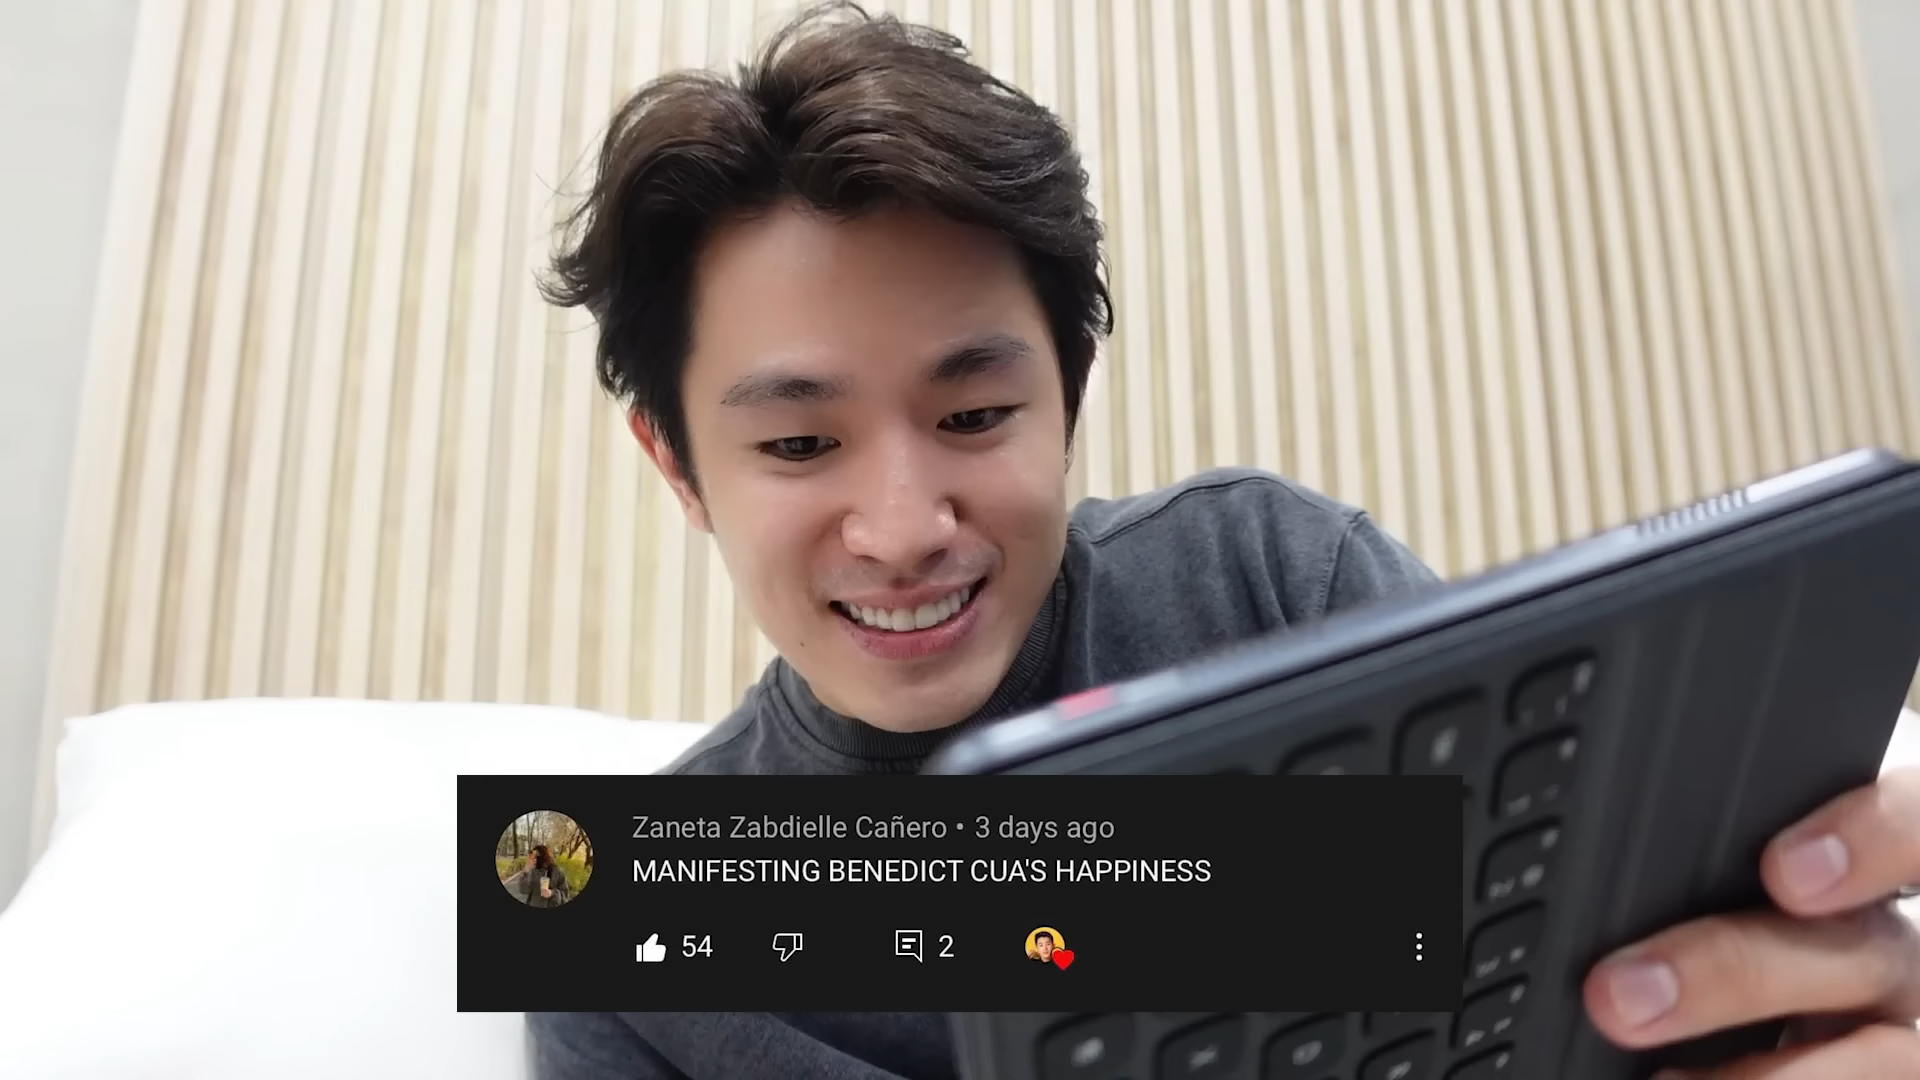 Zaneta Zabdielle Cañero • 3 days ago
MANIFESTING BENEDICT CUA'S HAPPINESS
54
2